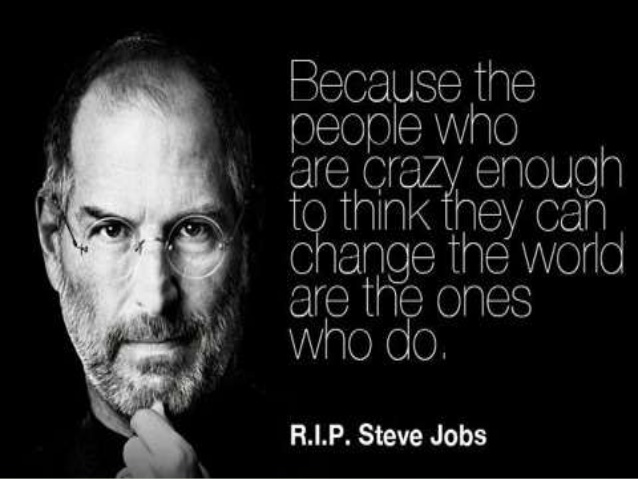 Because the
people who
are crazy enough
to think they can
change the world
are the ones
who do.
R.I.P. Steve Jobs